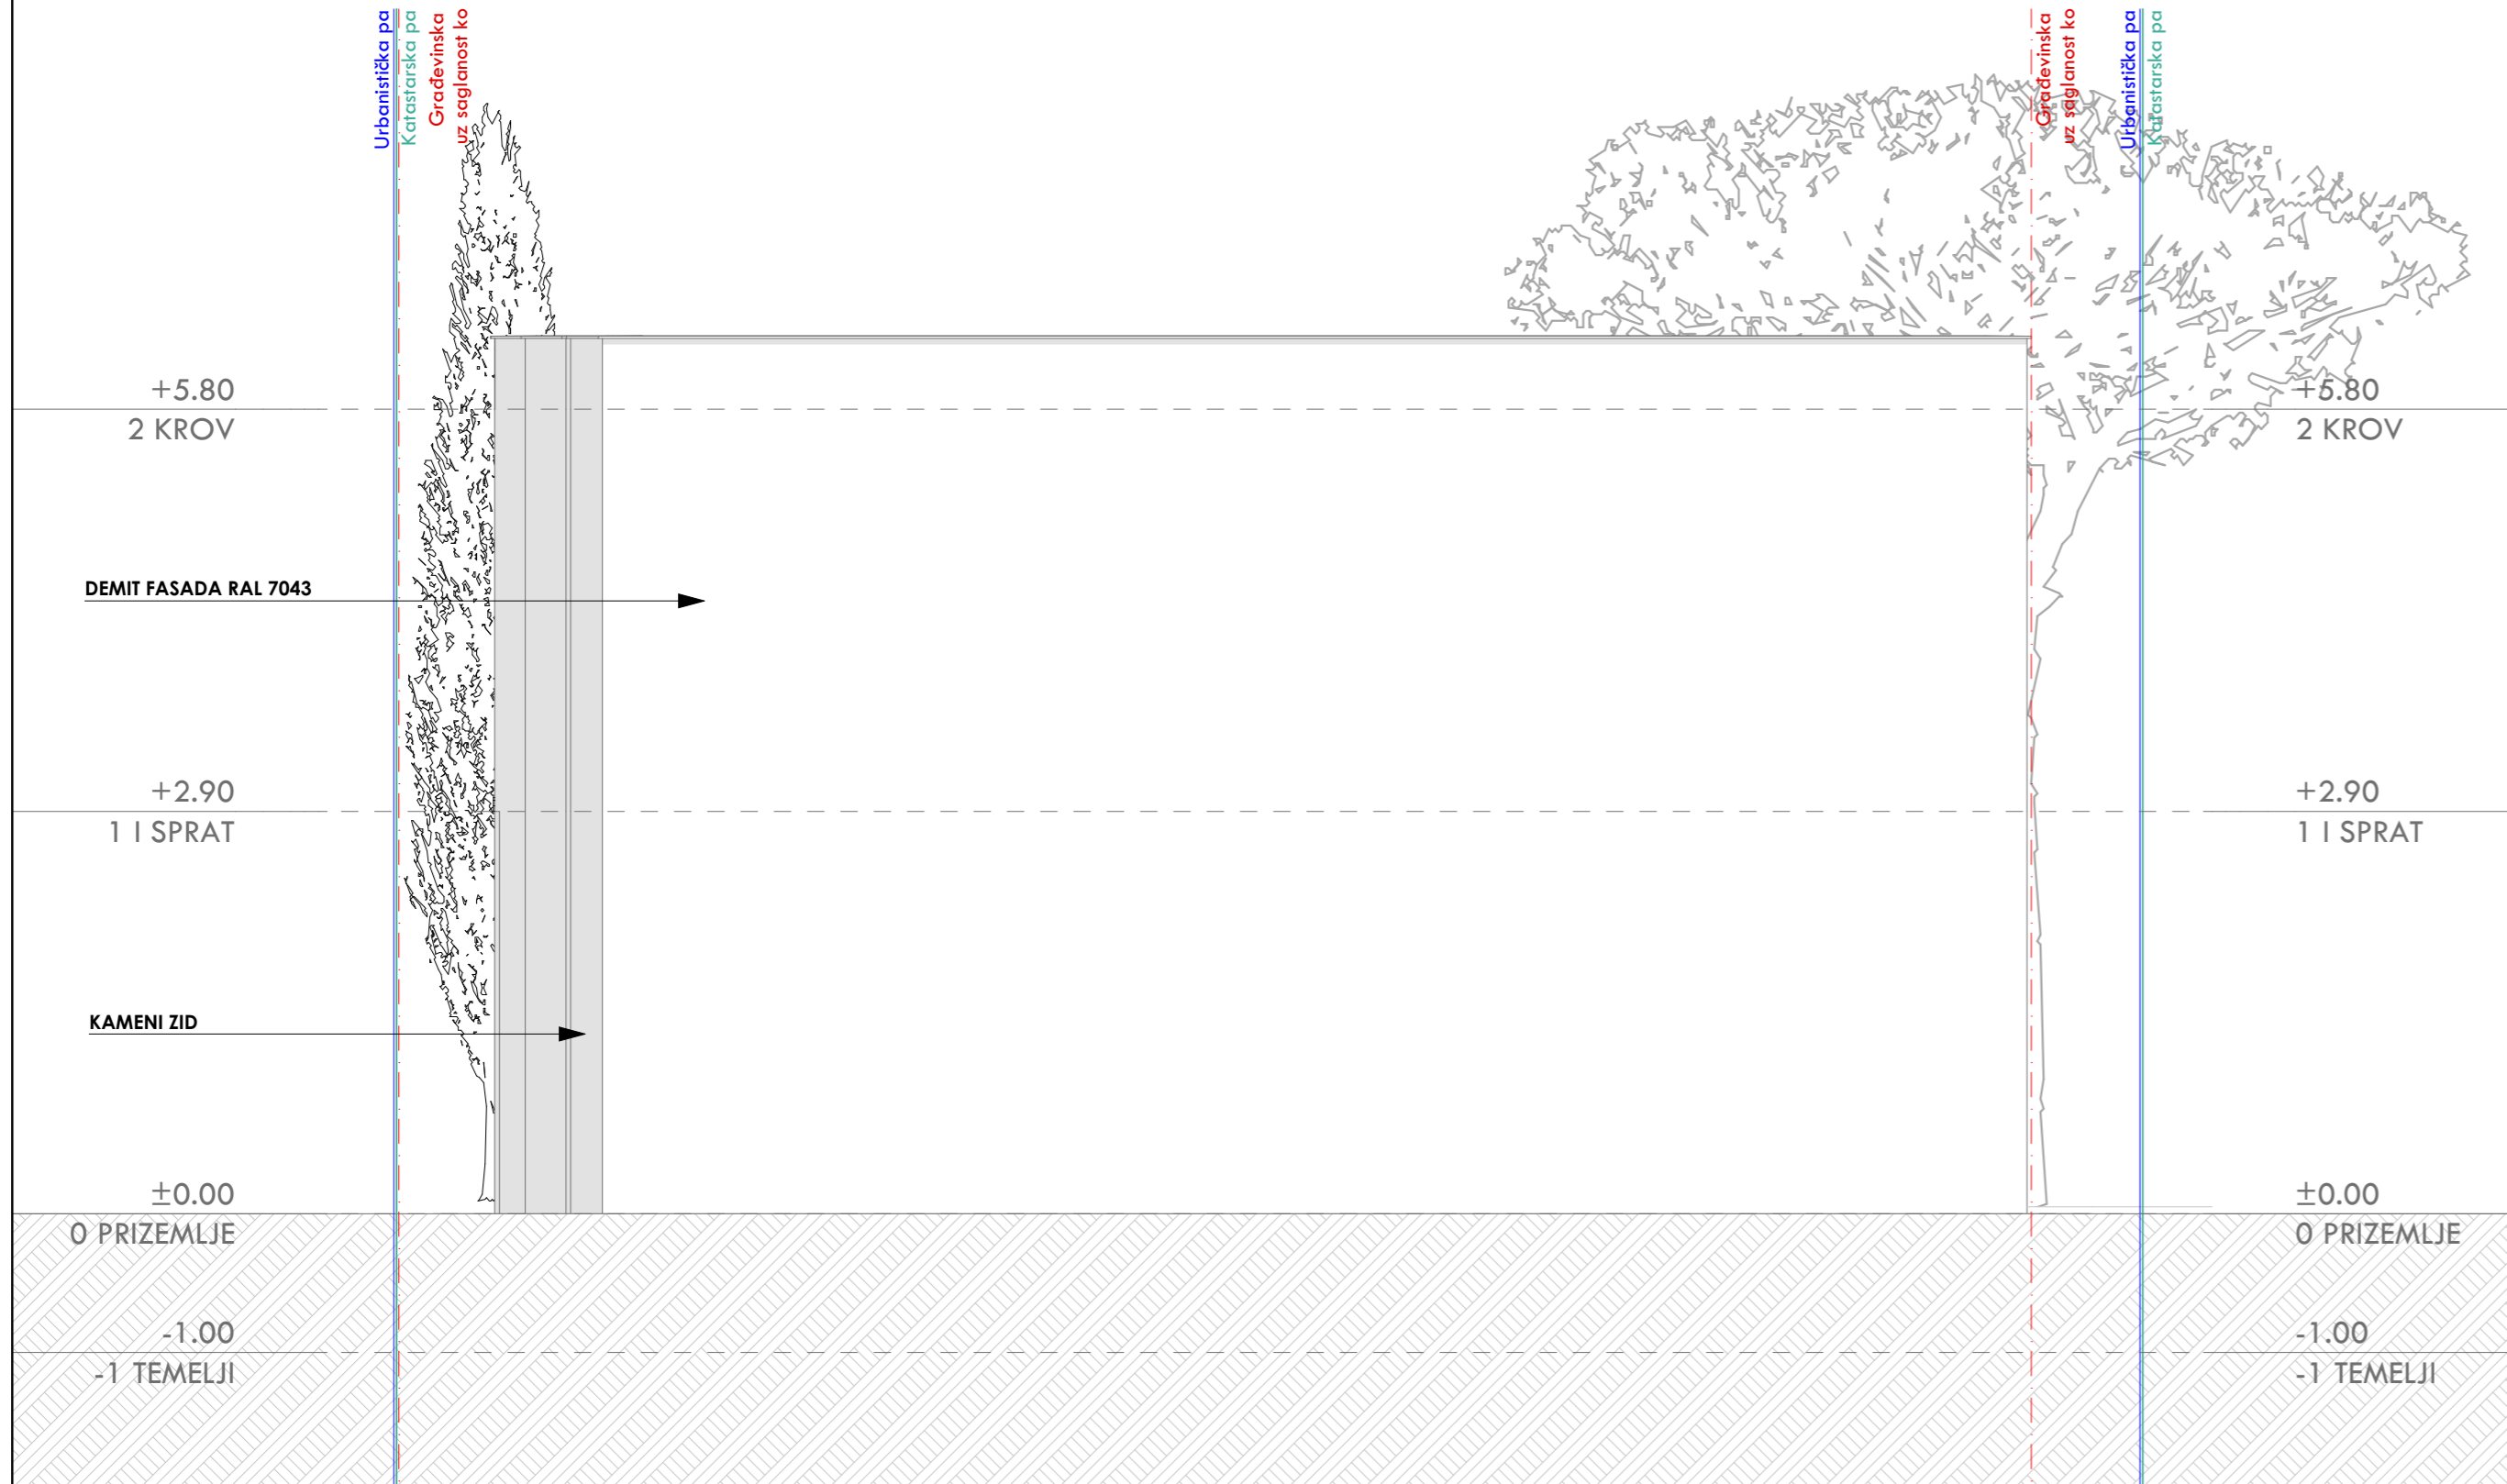 Urbanistička pa
Katastarska pa
Građevinska
uz saglanost ko
Građevinska
uz saglanost ko
Urbanistička pa
Katastarska pa
+5.80
2 KROV
+5.80
2 KROV
DEMIT FASADA RAL 7043
+2.90
1 I SPRAT
+2.90
1 I SPRAT
KAMENI ZID
±0.00
0 PRIZEMLJE
±0.00
0 PRIZEMLJE
-1.00
-1 TEMELJI
-1.00
-1 TEMELJI